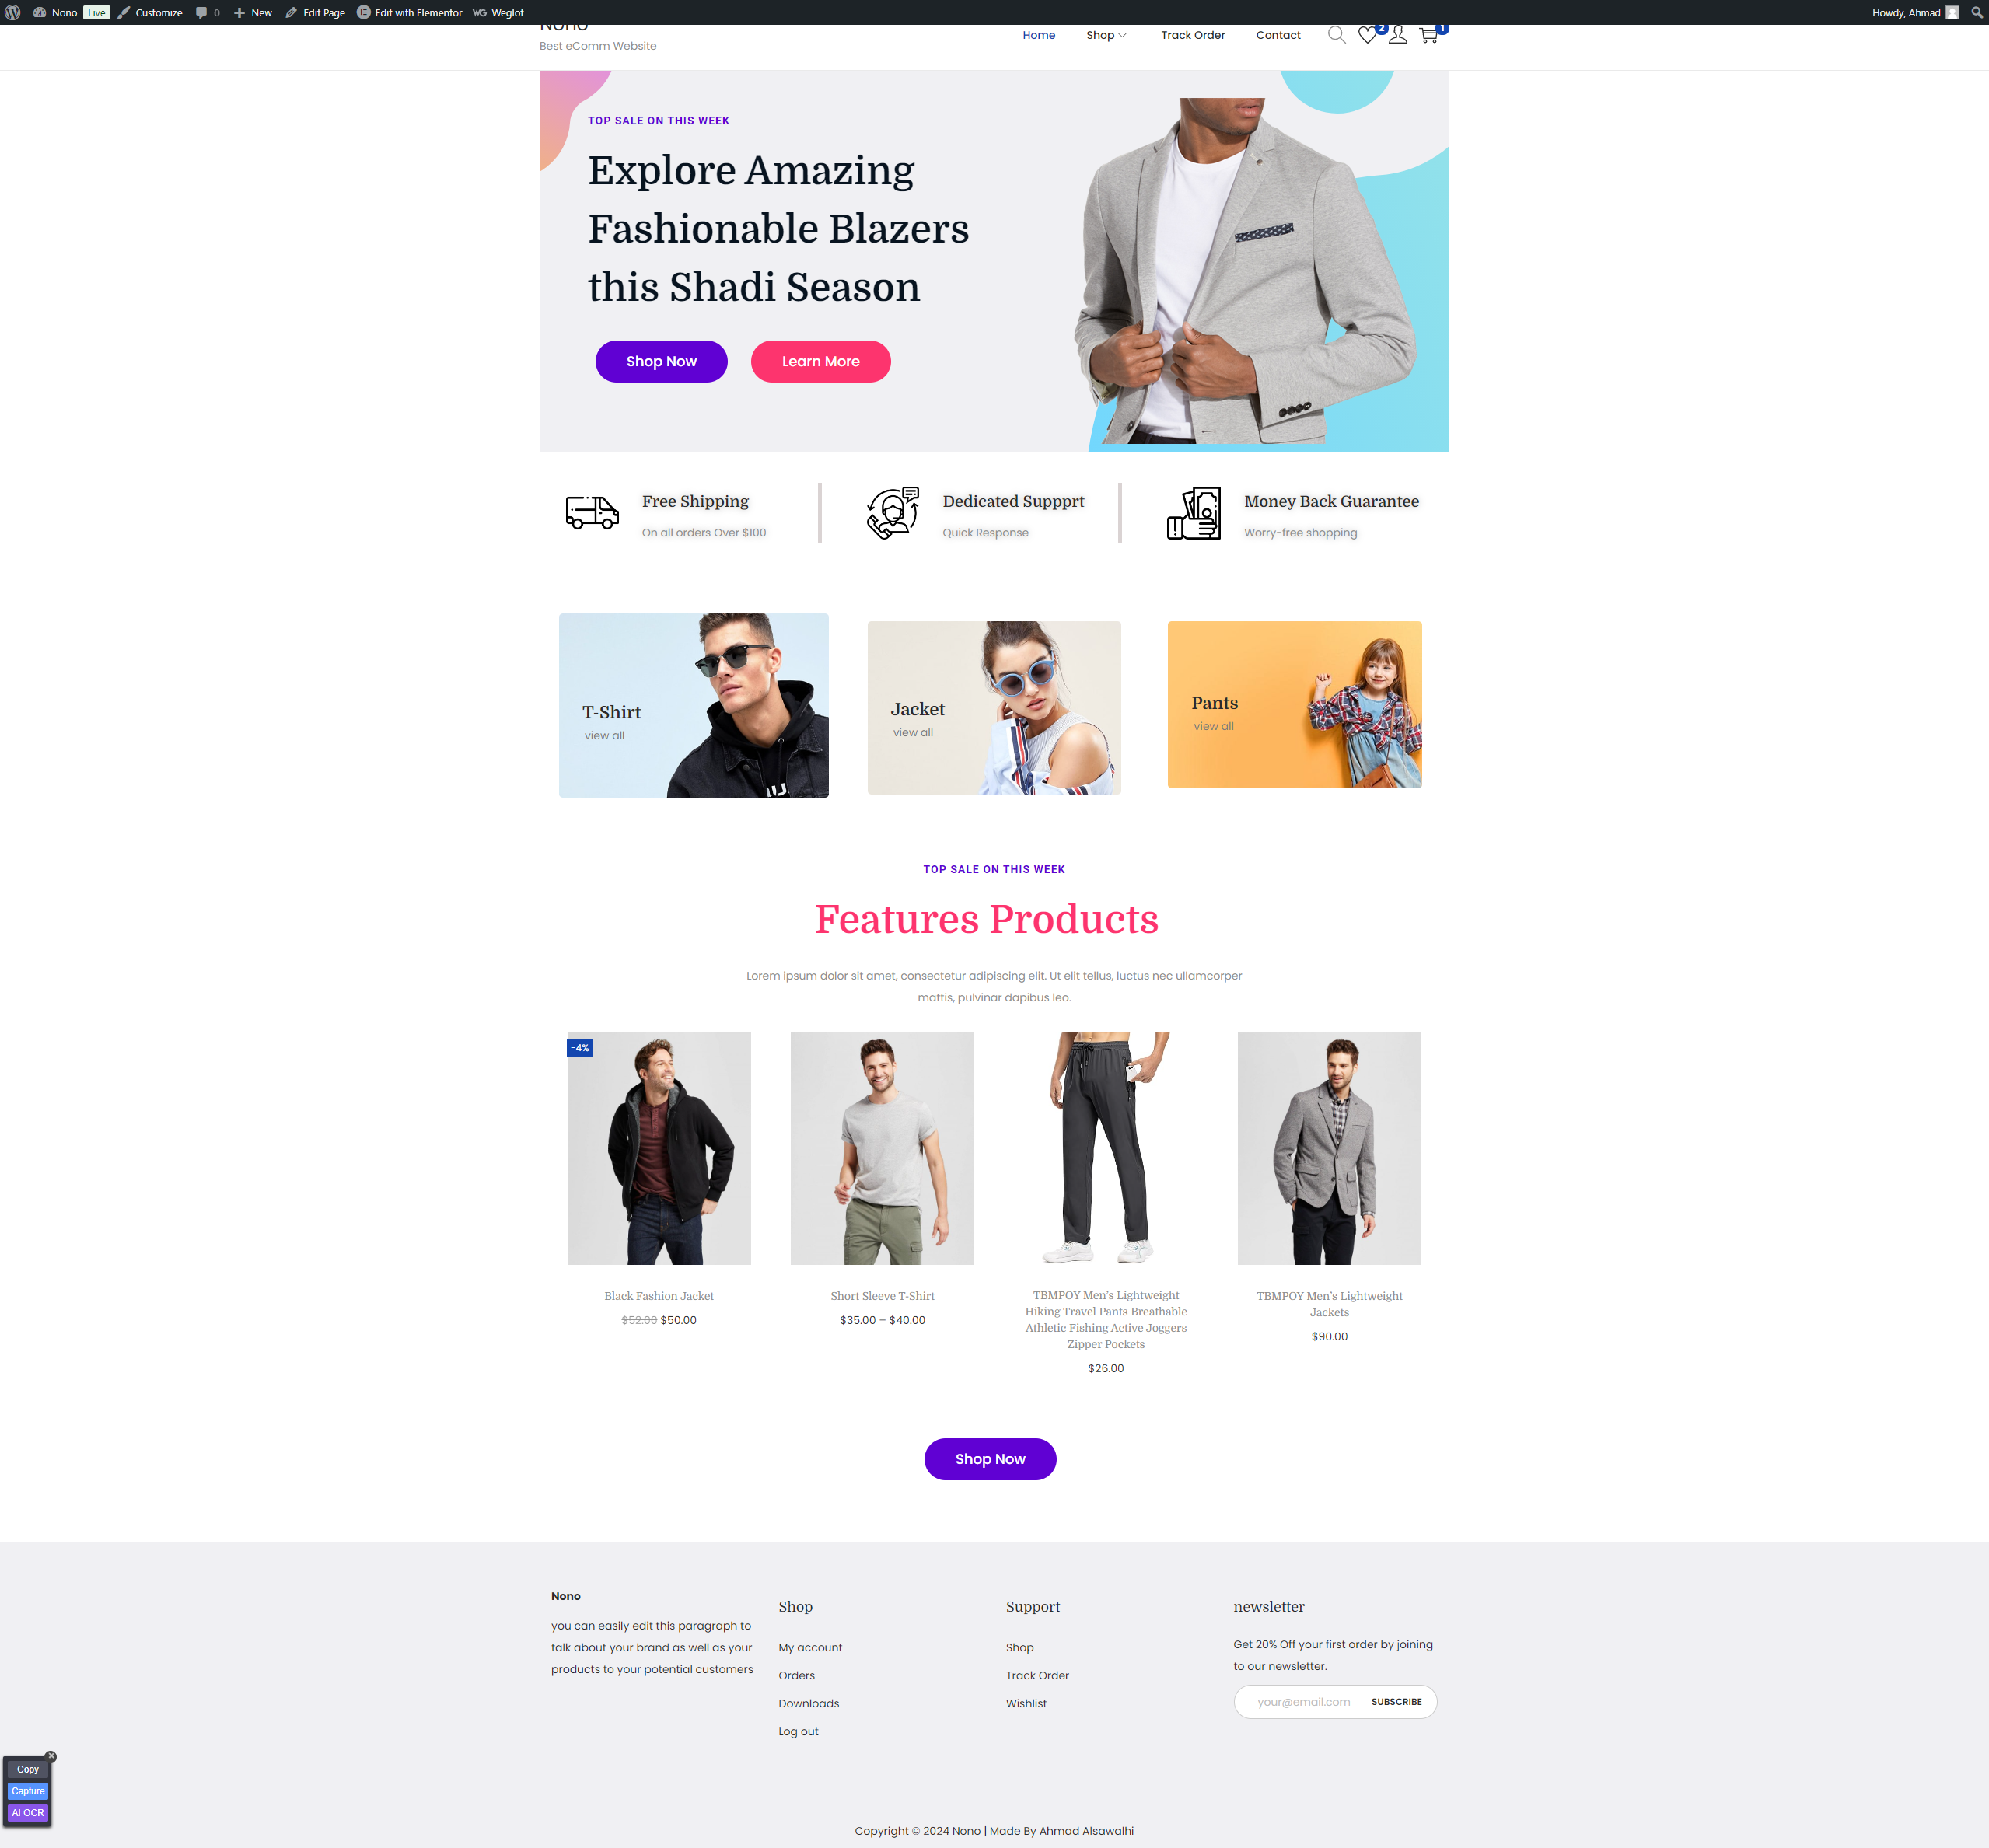 Nono Live Customize 0 New Edit Page Edit with Elementor WG Weglot Howdy, Ahmad
Nono
Best eComm Website
Home Shop Track Order Contact 2 1
TOP SALE ON THIS WEEK
Explore Amazing
Fashionable Blazers
this Shadi Season
Shop Now Learn More
Free Shipping
On all orders Over $100
Dedicated Suppprt
Quick Response
Money Back Guarantee
Worry-free shopping
T-Shirt
view all
Jacket
view all
Pants
view all
TOP SALE ON THIS WEEK
Features Products
Lorem ipsum dolor sit amet, consectetur adipiscing elit. Ut elit tellus, luctus nec ullamcorper
mattis, pulvinar dapibus leo.
-4%
Black Fashion Jacket
$52.00 $50.00
Short Sleeve T-Shirt
$35.00 – $40.00
TBMPOY Men’s Lightweight
Hiking Travel Pants Breathable
Athletic Fishing Active Joggers
Zipper Pockets
$26.00
TBMPOY Men’s Lightweight
Jackets
$90.00
Shop Now
Nono
you can easily edit this paragraph to
talk about your brand as well as your
products to your potential customers
Shop
My account
Orders
Downloads
Log out
Support
Shop
Track Order
Wishlist
newsletter
Get 20% Off your first order by joining
to our newsletter.
your@email.com SUBSCRIBE
Copy
Capture
AI OCR
Copyright © 2024 Nono | Made By Ahmad Alsawalhi